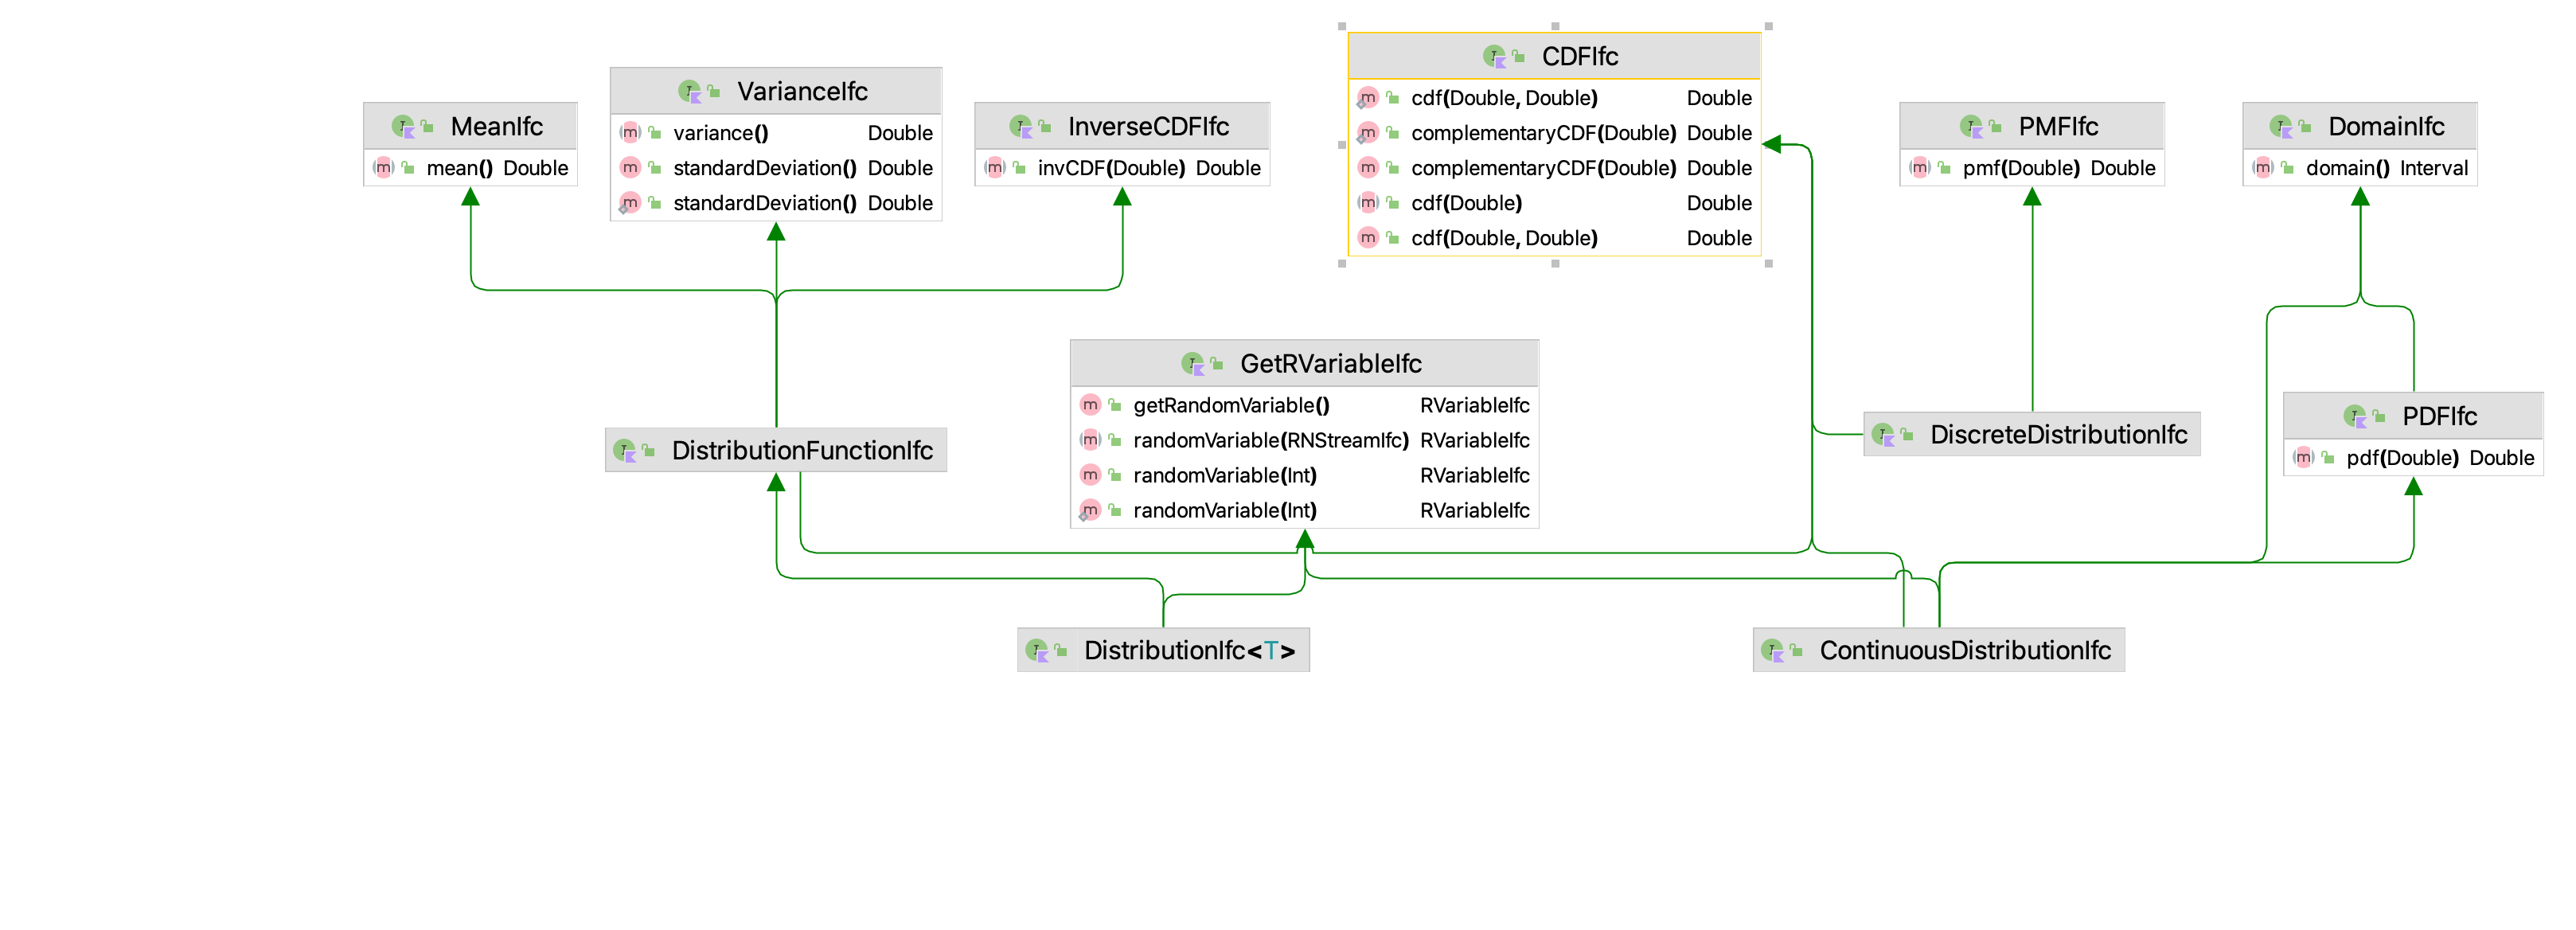 MeanIfc
mean() Double
VarianceIfc
variance() Double
standardDeviation() Double
standardDeviation() Double
InverseCDFIfc
invCDF(Double) Double
CDFIfc
cdf(Double, Double) Double
complementaryCDF(Double) Double
complementaryCDF(Double) Double
cdf(Double) Double
cdf(Double, Double) Double
PMFIfc
pmf(Double) Double
DomainIfc
domain() Interval
GetRVariableIfc
getRandomVariable() RVariableIfc
randomVariable(RNStreamIfc) RVariableIfc
randomVariable(Int) RVariableIfc
randomVariable(Int) RVariableIfc
DistributionFunctionIfc
DiscreteDistributionIfc
PDFIfc
pdf(Double) Double
DistributionIfc<T>
ContinuousDistributionIfc